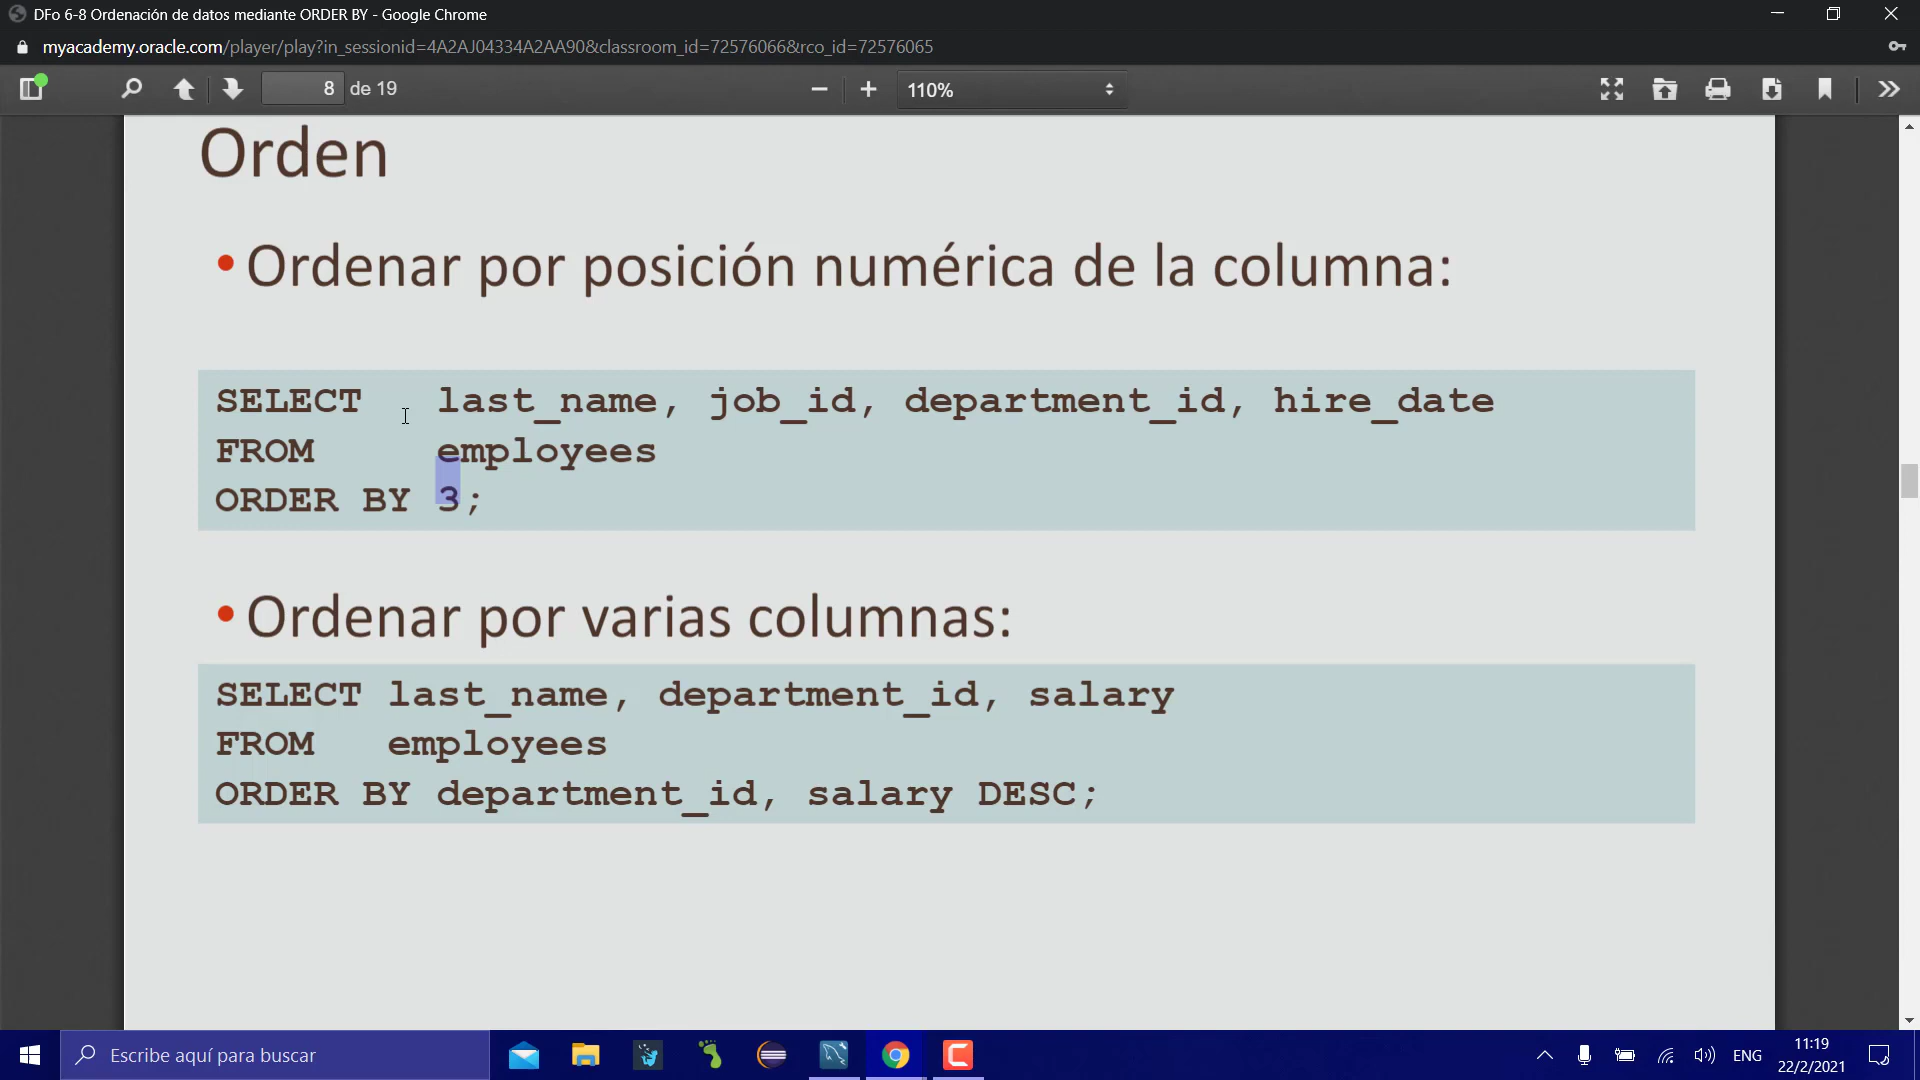 DFo 6-8 Ordenación de datos mediante ORDER BY - Google Chrome
myacademy.oracle.com/player/play?in_sessionid=4A2AJ04334A2AA90&classroom_id=72576066&rco_id=72576065
8 de 19
110%
Orden
• Ordenar por posición numérica de la columna:
SELECT last_name, job_id, department_id, hire_date
FROM employees
ORDER BY 3;
• Ordenar por varias columnas:
SELECT last_name, department_id, salary
FROM employees
ORDER BY department_id, salary DESC;
Escribe aquí para buscar
ENG
11:19
22/2/2021